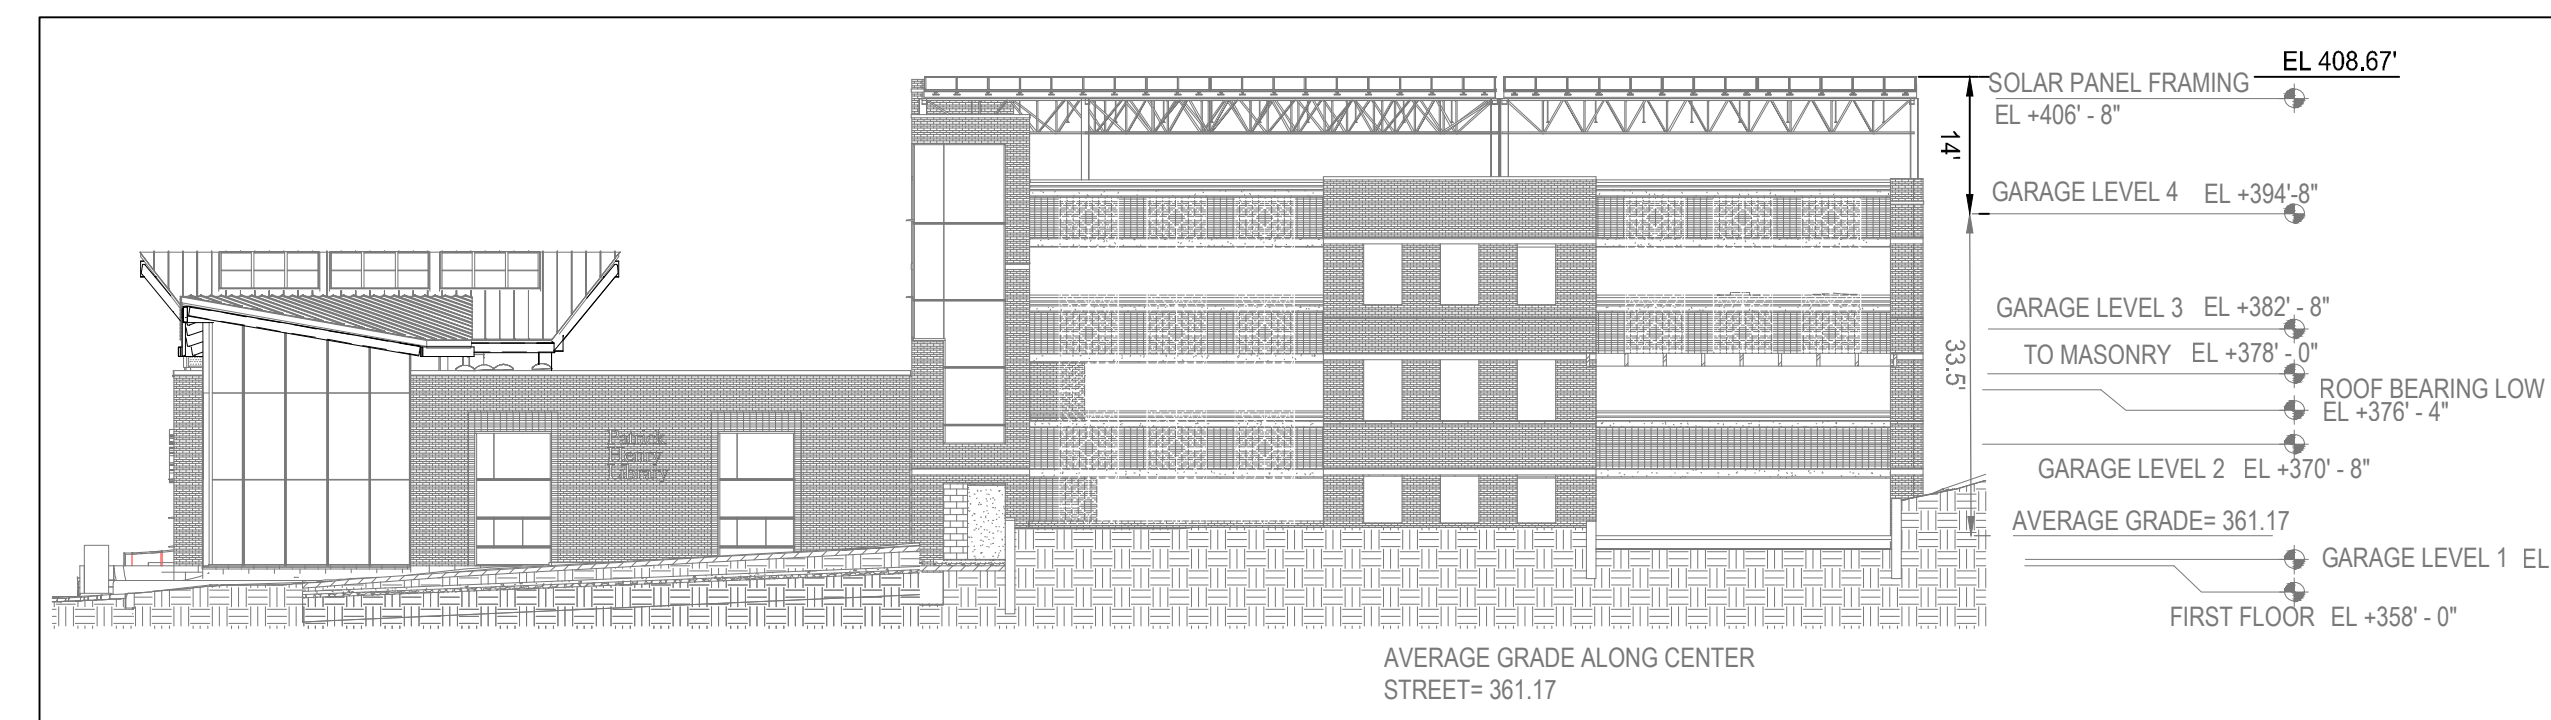 EL 408.67'
SOLAR PANEL FRAMING
EL +406' - 8"
14'
GARAGE LEVEL 4 EL +394'-8"
GARAGE LEVEL 3 EL +382' - 8"
TO MASONRY EL +378' - 0"
33.5'
ROOF BEARING LOW
EL +376' - 4"
Patrick
Henry
Library
GARAGE LEVEL 2 EL +370' - 8"
AVERAGE GRADE= 361.17
GARAGE LEVEL 1 EL
FIRST FLOOR EL +358' - 0"
AVERAGE GRADE ALONG CENTER
STREET= 361.17